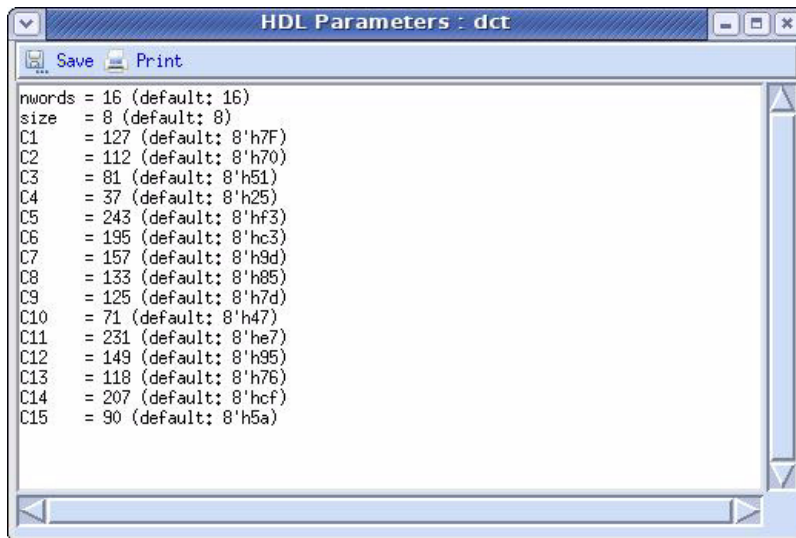 HDL Parameters : dct
Save Print
nwords = 16 (default: 16)
size = 8 (default: 8)
C1 = 127 (default: 8'h7F)
C2 = 112 (default: 8'h70)
C3 = 81 (default: 8'h51)
C4 = 37 (default: 8'h25)
C5 = 243 (default: 8'hf3)
C6 = 195 (default: 8'hc3)
C7 = 157 (default: 8'h9d)
C8 = 133 (default: 8'h85)
C9 = 125 (default: 8'h7d)
C10 = 71 (default: 8'h47)
C11 = 231 (default: 8'he7)
C12 = 149 (default: 8'h95)
C13 = 118 (default: 8'h76)
C14 = 207 (default: 8'hcf)
C15 = 90 (default: 8'h5a)